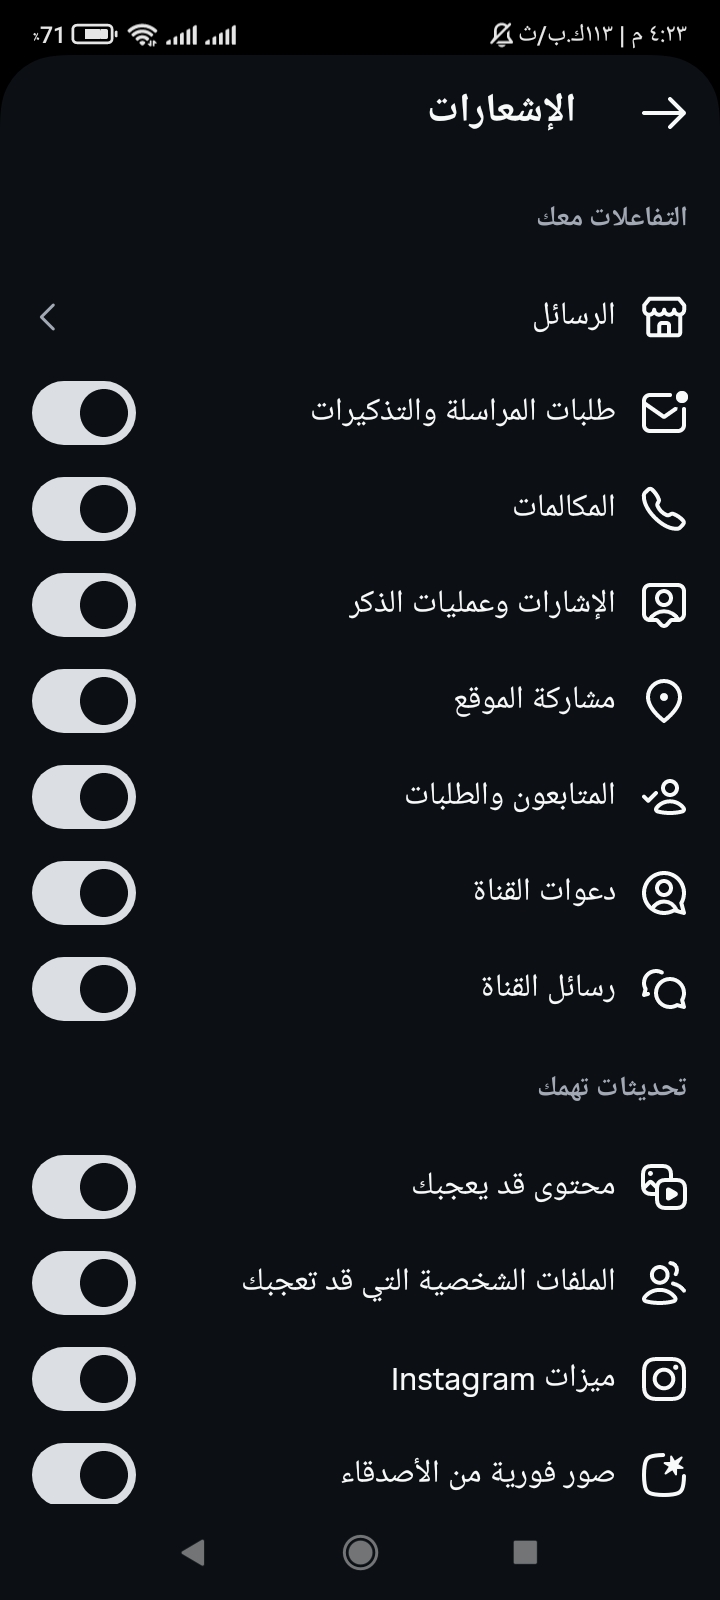 ٤:٢٣ م | ١١٣ك.ب/ث
71٪
الإشعارات
التفاعلات معك
الرسائل
طلبات المراسلة والتذكيرات
المكالمات
الإشارات وعمليات الذكر
مشاركة الموقع
المتابعون والطلبات
دعوات القناة
رسائل القناة
تحديثات تهمك
محتوى قد يعجبك
الملفات الشخصية التي قد تعجبك
ميزات Instagram
صور فورية من الأصدقاء